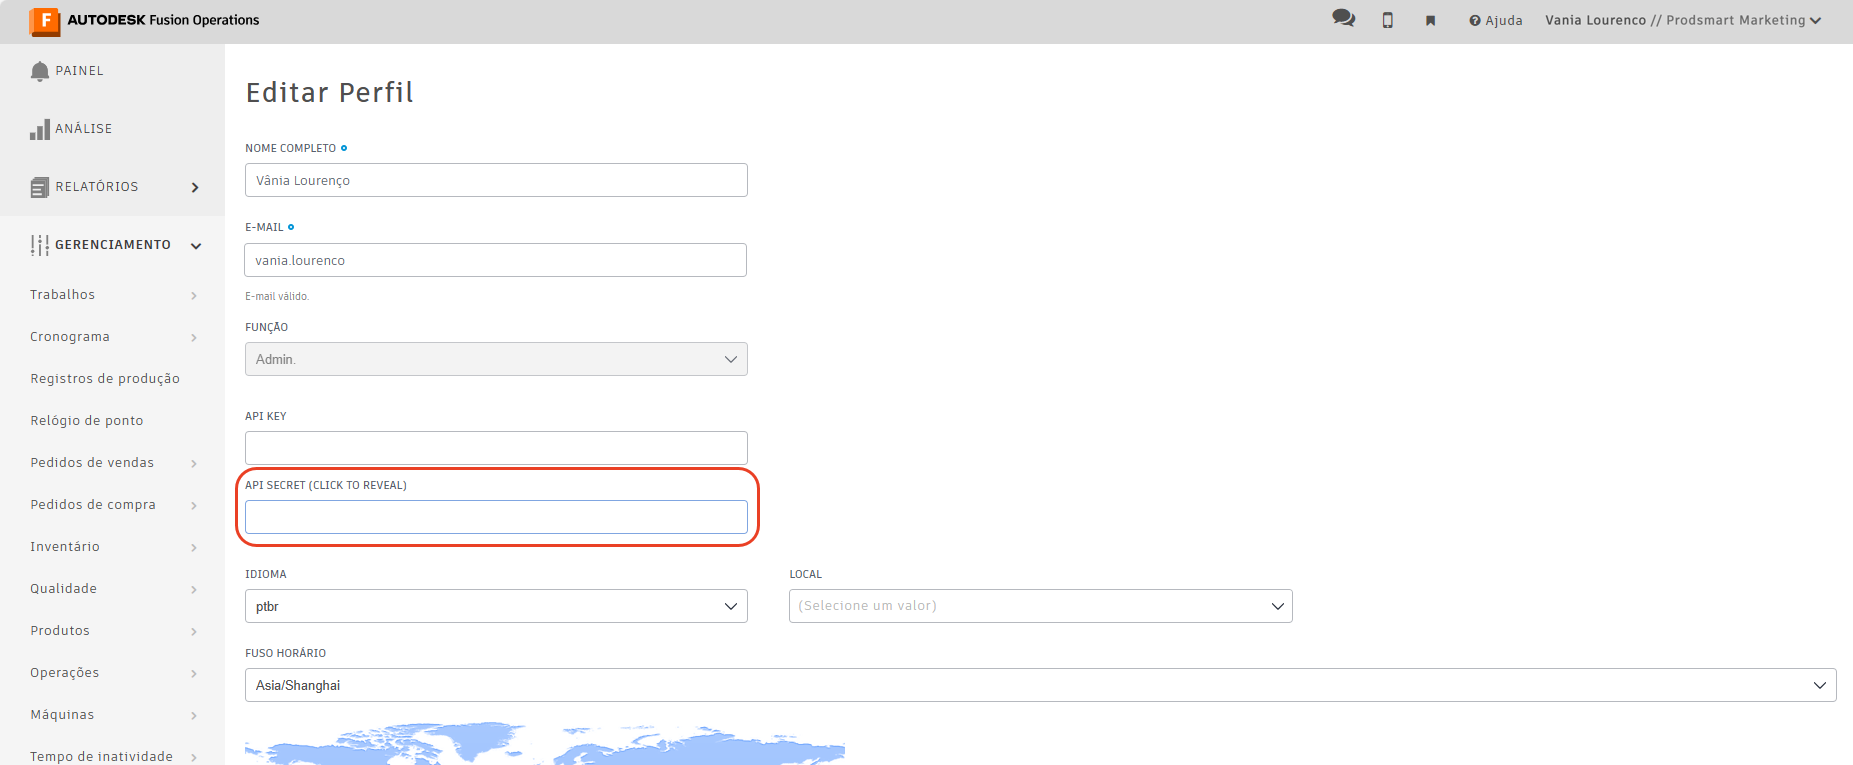 AUTODESK Fusion Operations
Ajuda
Vania Lourenco // Prodsmart Marketing
PAINEL
ANÁLISE
RELATÓRIOS
GERENCIAMENTO
Trabalhos
Cronograma
Registros de produção
Relógio de ponto
Pedidos de vendas
Pedidos de compra
Inventário
Qualidade
Produtos
Operações
Máquinas
Tempo de inatividade
Editar Perfil
NOME COMPLETO
Vânia Lourenço
E-MAIL
vania.lourenco
E-mail válido.
FUNÇÃO
Admin.
API KEY
API SECRET (CLICK TO REVEAL)
IDIOMA
ptbr
LOCAL
(Selecione um valor)
FUSO HORÁRIO
Asia/Shanghai